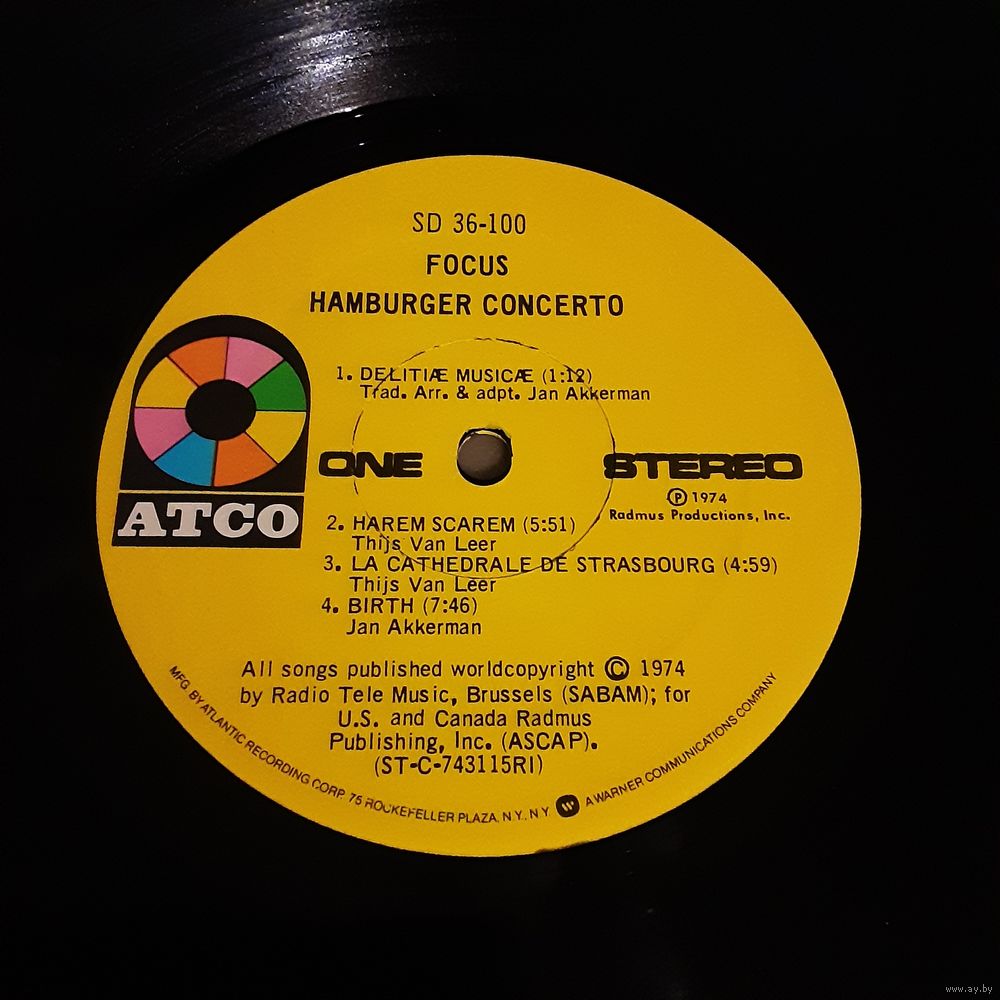 SD 36-100
FOCUS
HAMBURGER CONCERTO
1. DELITIÆ MUSICÆ (1:12)
Trad. Arr. & adpt. Jan Akkerman
ATCO
ONE
STEREO
Ⓟ 1974
Radmus Productions, Inc.
2. HAREM SCAREM (5:51)
Thijs Van Leer
3. LA CATHEDRALE DE STRASBOURG (4:59)
Thijs Van Leer
4. BIRTH (7:46)
Jan Akkerman
All songs published worldcopyright © 1974
by Radio Tele Music, Brussels (SABAM); for
U.S. and Canada Radmus
Publishing, Inc. (ASCAP).
(ST-C-743115RI)
MFG. BY ATLANTIC RECORDING CORP. 75 ROCKEFELLER PLAZA, N.Y., N.Y. W A WARNER COMMUNICATIONS COMPANY
www.ay.by